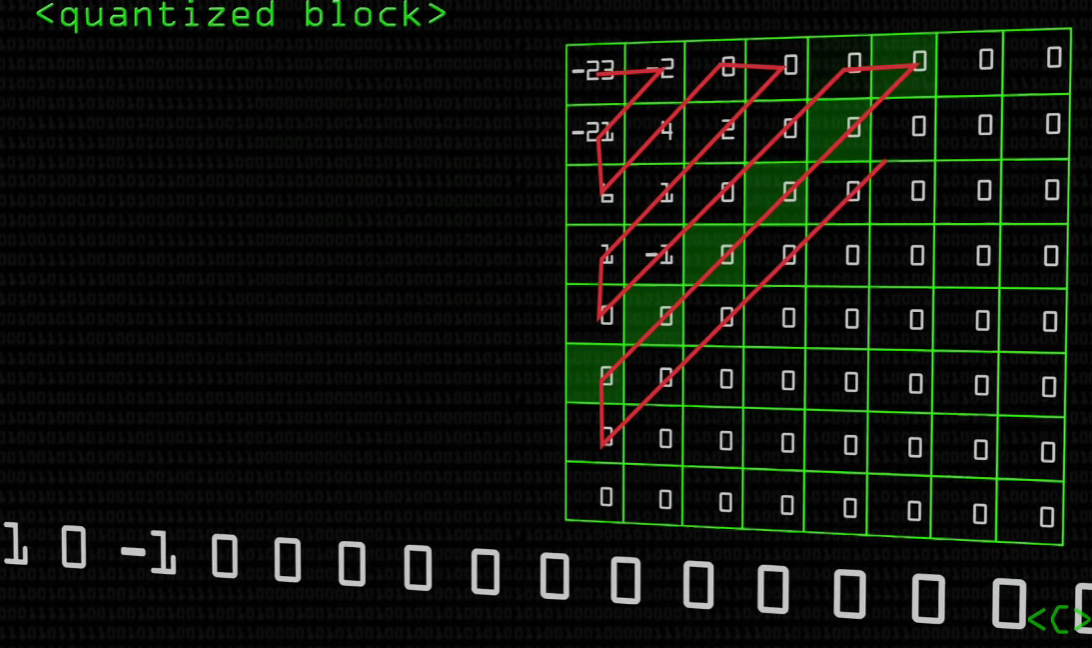 <quantized block>
-23 -2 0 0 0 0 0 0
-21 4 2 0 0 0 0 0
1 0 0 0 0 0 0
1 -1 0 0 0 0 0 0
0 0 0 0 0 0 0 0
0 0 0 0 0 0 0 0
0 0 0 0 0 0 0 0
0 0 0 0 0 0 0 0
1 0 -1 0 0 0 0 0 0 0 0 0 0 0 0
<C>